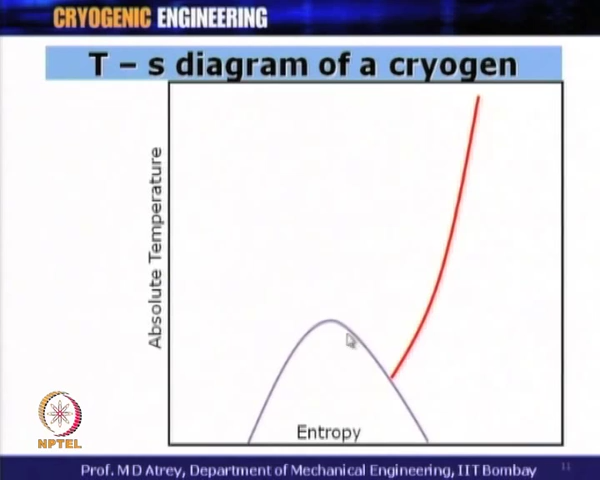 CRYOGENIC ENGINEERING
T – s diagram of a cryogen
Absolute Temperature
Entropy
NPTEL
Prof. M D Atrey, Department of Mechanical Engineering, IIT Bombay
11